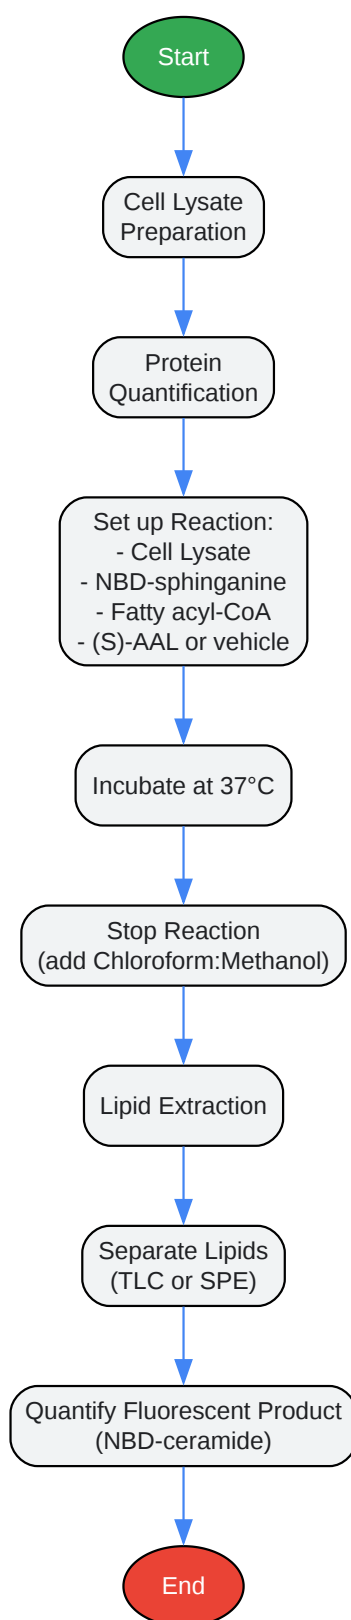 Start
Cell Lysate
Preparation
Protein
Quantification
Set up Reaction:
- Cell Lysate
- NBD-sphinganine
- Fatty acyl-CoA
- (S)-AAL or vehicle
Incubate at 37°C
Stop Reaction
(add Chloroform:Methanol)
Lipid Extraction
Separate Lipids
(TLC or SPE)
Quantify Fluorescent Product
(NBD-ceramide)
End